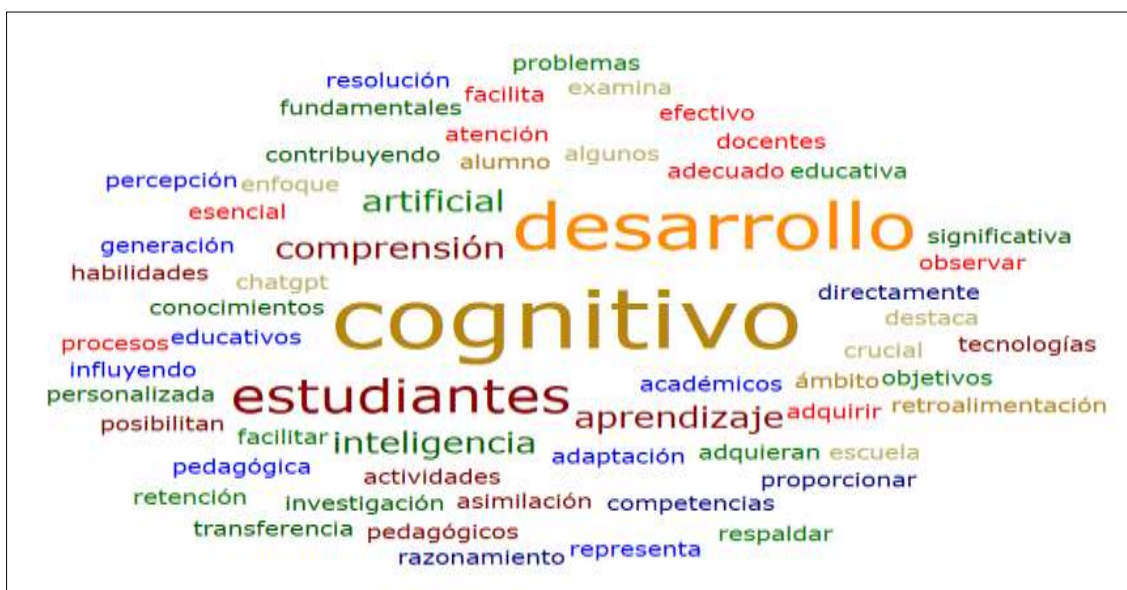 problemas
resolución facilita examina
fundamentales efectivo
atención docentes
contribuyendo alumno algunos adecuado educativa
percepción enfoque artificial
esencial desarrollo significativa
generación comprensión observar
habilidades chatgpt directamente
conocimientos cognitivo destaca
procesos educativos crucial tecnologías
influyendo académicos ámbito objetivos
personalizada estudiantes aprendizaje adquirir retroalimentación
posibilitan facilitar inteligencia adaptación adquieran escuela
pedagógica actividades proporcionar
retención investigación asimilación competencias
transferencia pedagógicos respaldar
razonamiento representa